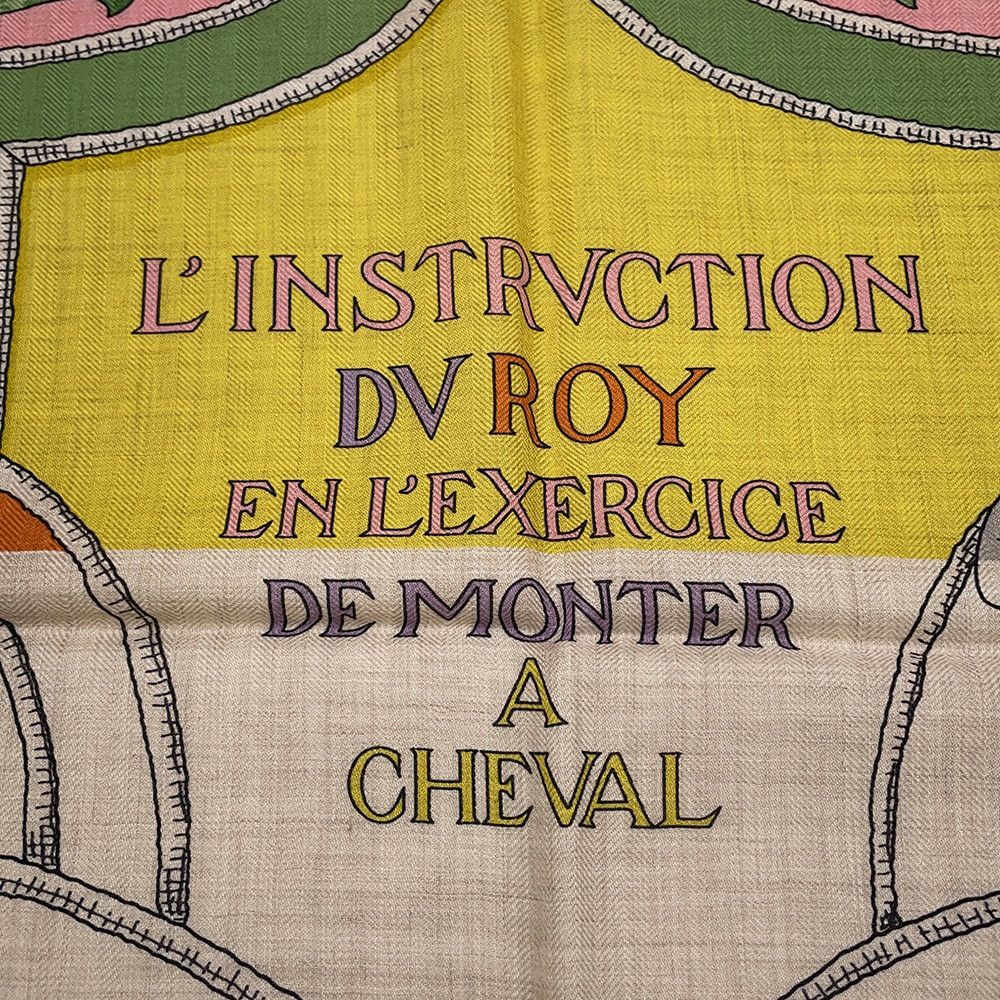 L'INSTRVCTION
DV ROY
EN L'EXERCICE
DE MONTER
A
CHEVAL